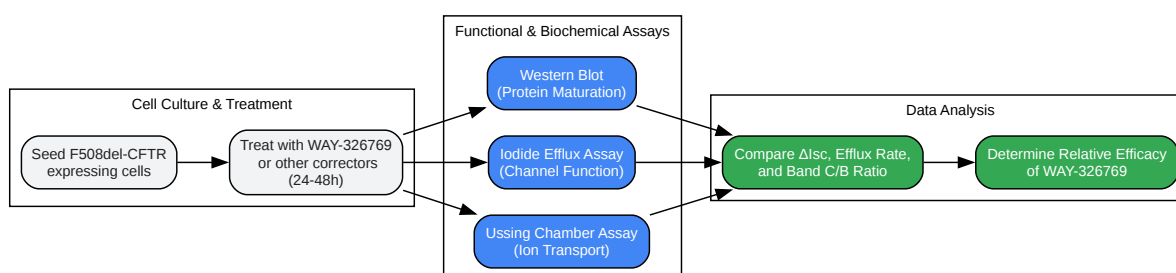 Cell Culture & Treatment
Seed F508del-CFTR
expressing cells
Treat with WAY-326769
or other correctors
(24-48h)
Functional & Biochemical Assays
Western Blot
(Protein Maturation)
Iodide Efflux Assay
(Channel Function)
Ussing Chamber Assay
(Ion Transport)
Data Analysis
Compare ΔIsc, Efflux Rate,
and Band C/B Ratio
Determine Relative Efficacy
of WAY-326769